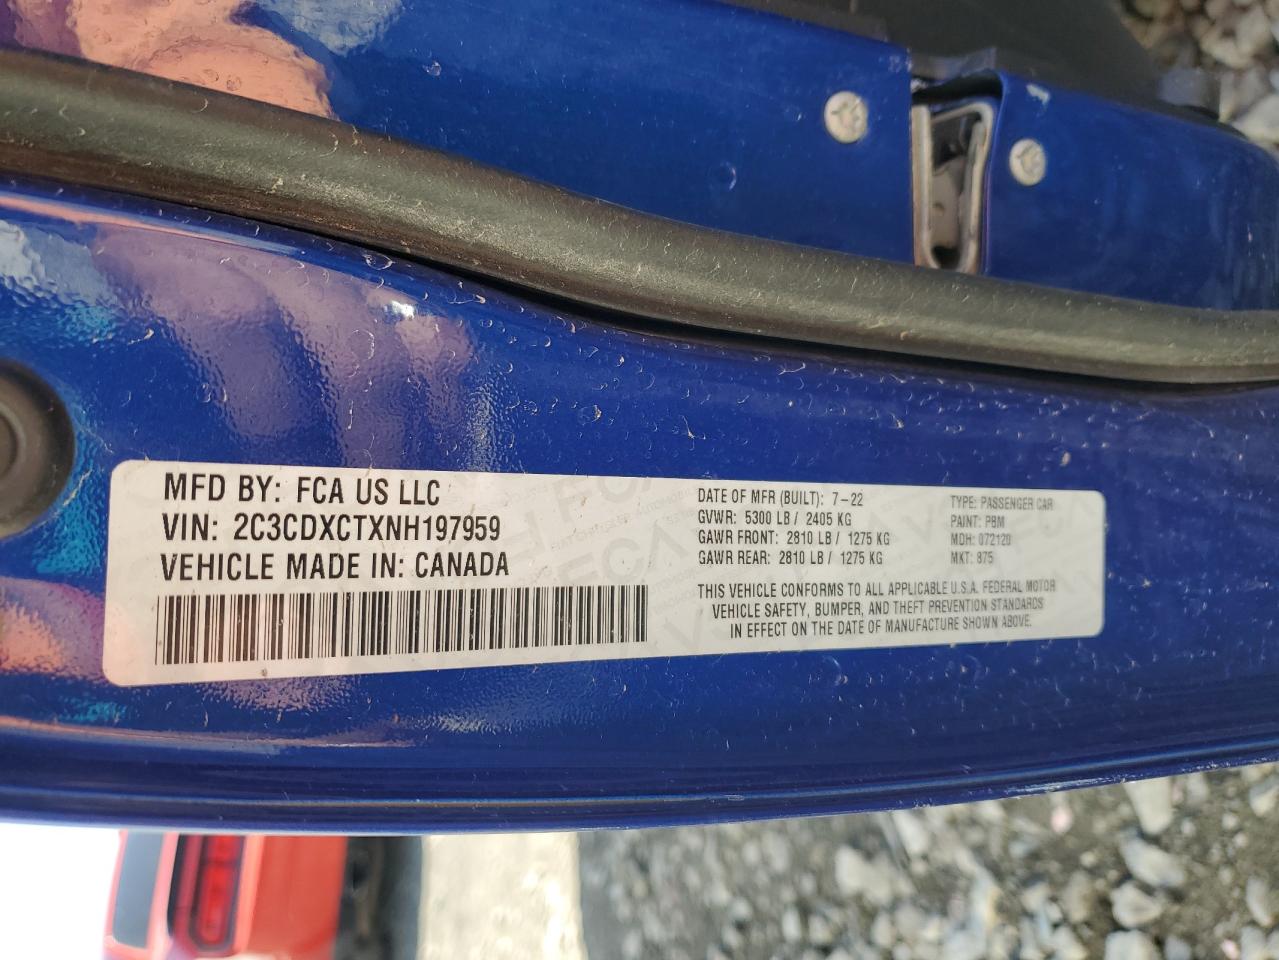 MFD BY: FCA US LLC
VIN: 2C3CDXCTXNH197959
VEHICLE MADE IN: CANADA
DATE OF MFR (BUILT): 7-22
GVWR: 5300 LB / 2405 KG
GAWR FRONT: 2810 LB / 1275 KG
GAWR REAR: 2810 LB / 1275 KG
TYPE: PASSENGER CAR
PAINT: PBM
MDH: 072120
MKT: 875
THIS VEHICLE CONFORMS TO ALL APPLICABLE U.S.A. FEDERAL MOTOR
VEHICLE SAFETY, BUMPER, AND THEFT PREVENTION STANDARDS
IN EFFECT ON THE DATE OF MANUFACTURE SHOWN ABOVE.